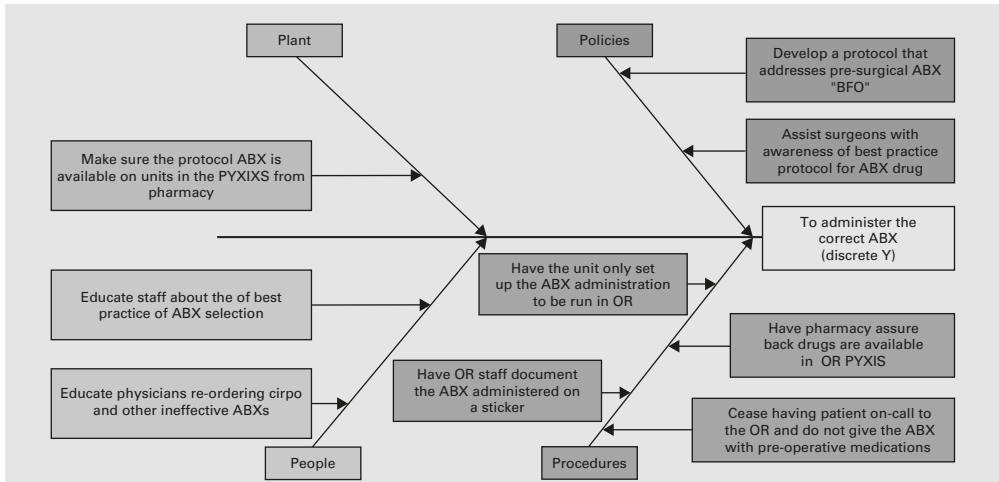 Plant
Policies
Develop a protocol that
addresses pre-surgical ABX
"BFO"
Assist surgeons with
awareness of best practice
protocol for ABX drug
Make sure the protocol ABX is
available on units in the PYXIXS from
pharmacy
To administer the
correct ABX
(discrete Y)
Have the unit only set
up the ABX administration
to be run in OR
Educate staff about the of best
practice of ABX selection
Have pharmacy assure
back drugs are available
in OR PYXIS
Have OR staff document
the ABX administered on
a sticker
Educate physicians re-ordering cirpo
and other ineffective ABXs
Cease having patient on-call to
the OR and do not give the ABX
with pre-operative medications
People
Procedures